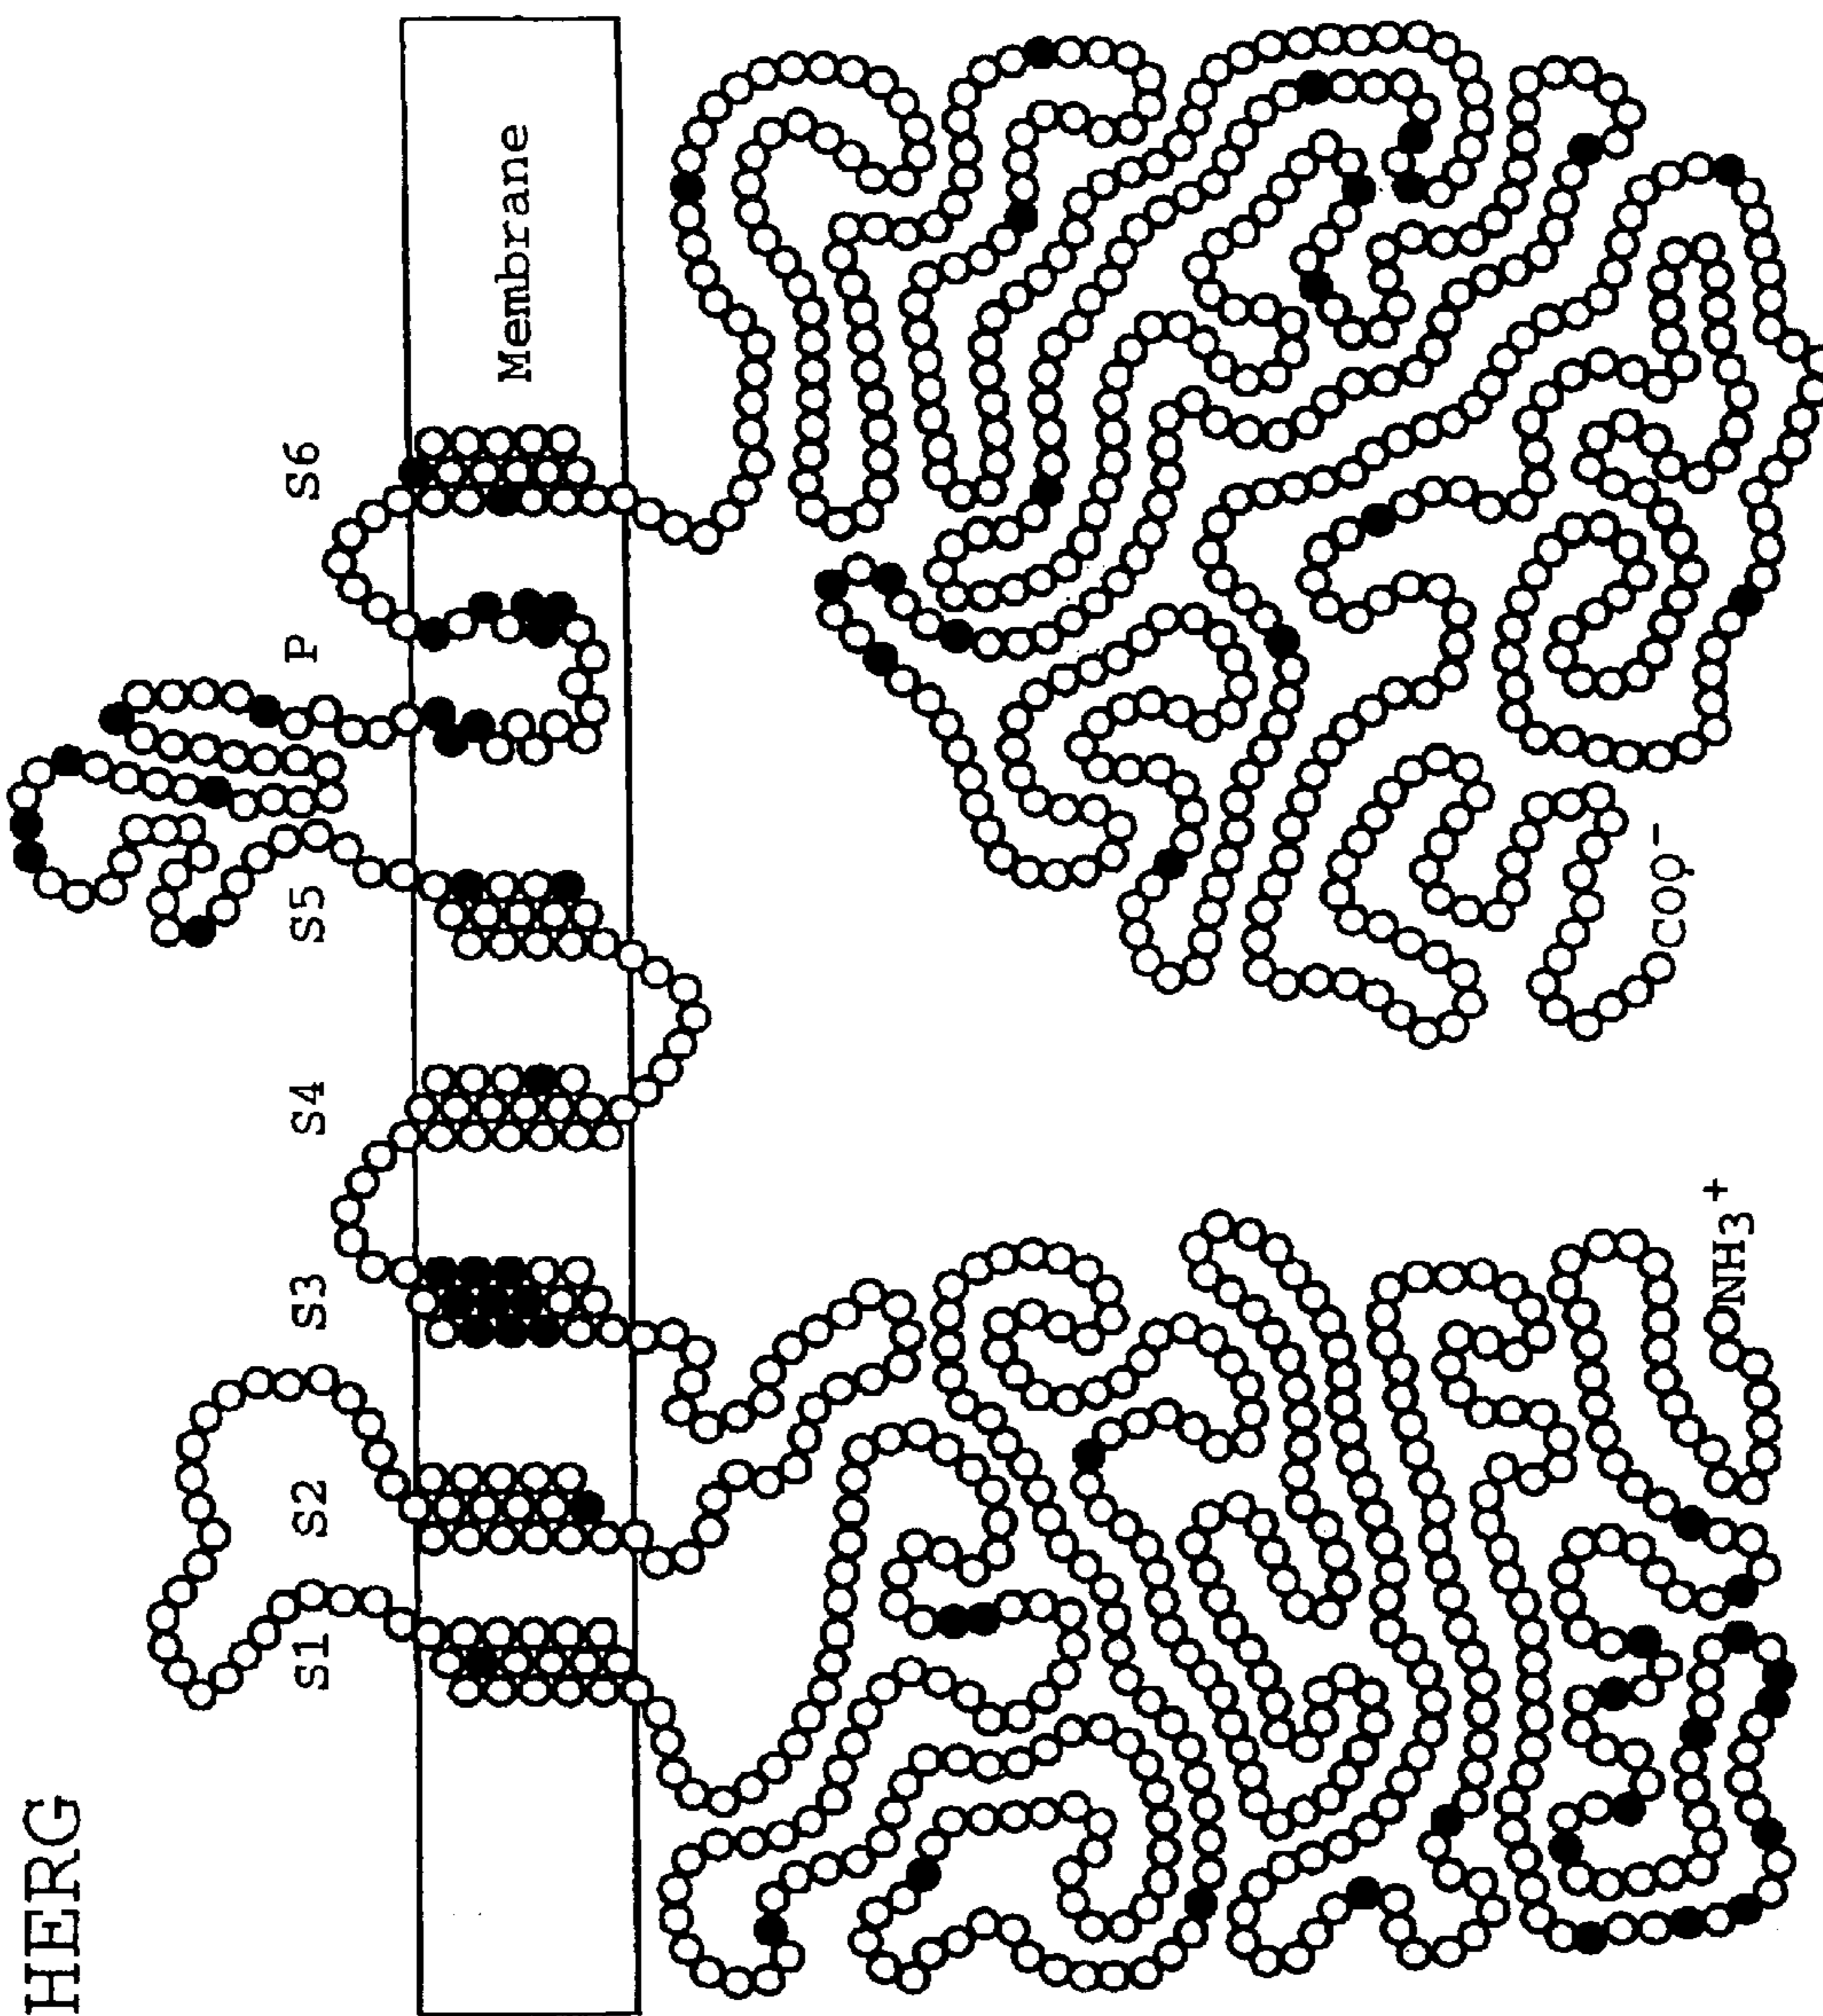 HERG
S1
S2
S3
S4
S5
P
S6
Membrane
NH3+
COO-